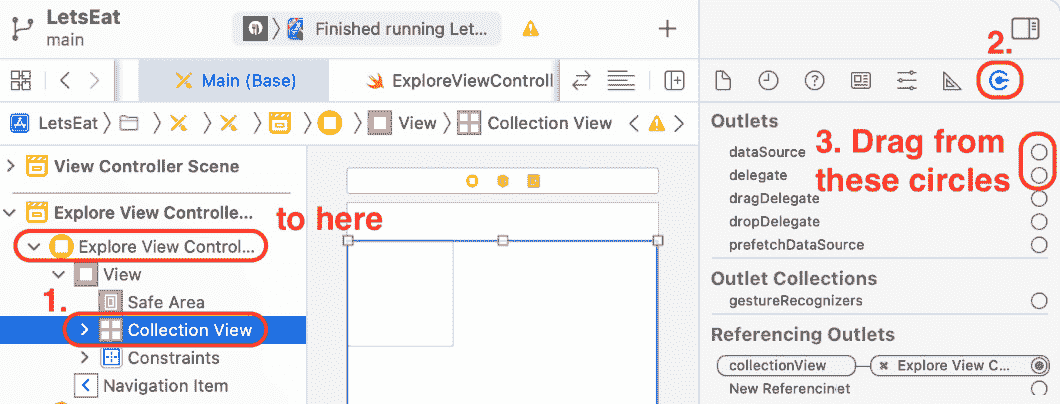 LetsEat
main
Finished running Let...
Main (Base)
ExploreViewControll
LetsEat
View
Collection View
View Controller Scene
Explore View Controlle...
Explore View Control...
View
Safe Area
Collection View
Constraints
Navigation Item
1.
to here
2.
3. Drag from
these circles
Outlets
dataSource
delegate
dragDelegate
dropDelegate
prefetchDataSource
Outlet Collections
gestureRecognizers
Referencing Outlets
collectionView
Explore View C...
New Referencinet